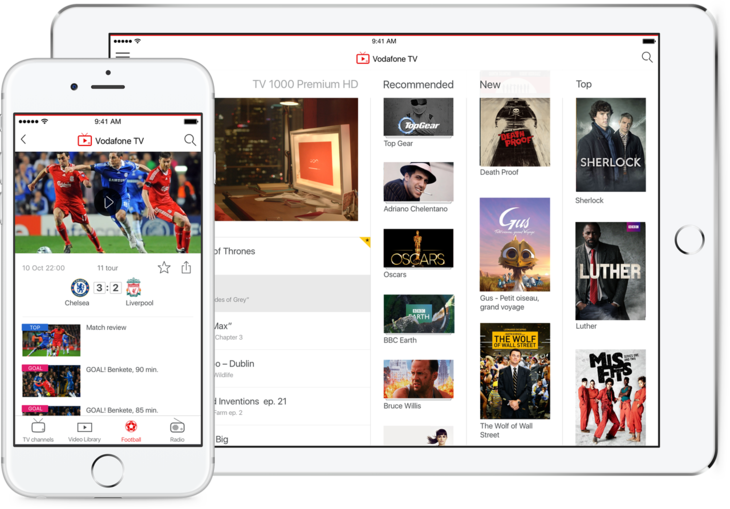 9:41 AM
Vodafone TV
TV 1000 Premium HD
Recommended
New
Top
TopGear
Top Gear
Adriano Chelentano
OSCARS
Oscars
BBC
EARTH
BBC Earth
Bruce Willis
DEATH PROOF
Death Proof
Gus
Gus - Petit oiseau,
grand voyage
THE WOLF
OF WALL STREET
The Wolf of Wall
Street
SHERLOCK
Sherlock
BBC
LUTHER
Luther
MISFITS
of Thrones
des of Grey"
Max"
Chapter 3
o – Dublin
Wildlife
d Inventions ep. 21
Farm ep. 2
Big
9:41 AM
Vodafone TV
SAMSUNG
10 Oct 22:00
11 tour
3 : 2
Chelsea
Liverpool
TOP
Match review
GOAL
GOAL! Benkete, 90 min.
GOAL
GOAL! Benkete, 85 min.
TV channels
Video Library
Football
Radio